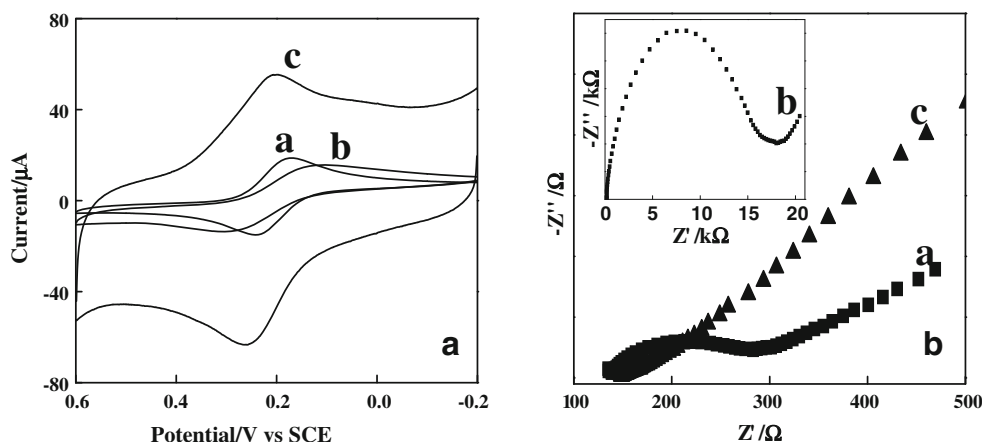 80
40
0
-40
-80
Current/μA
c
a
b
a
0.6
0.4
0.2
0.0
-0.2
Potential/V vs SCE
-Z''/Ω
-Z''/kΩ
b
0
5
10
15
20
Z'/kΩ
c
a
b
100
200
300
400
500
Z'/Ω